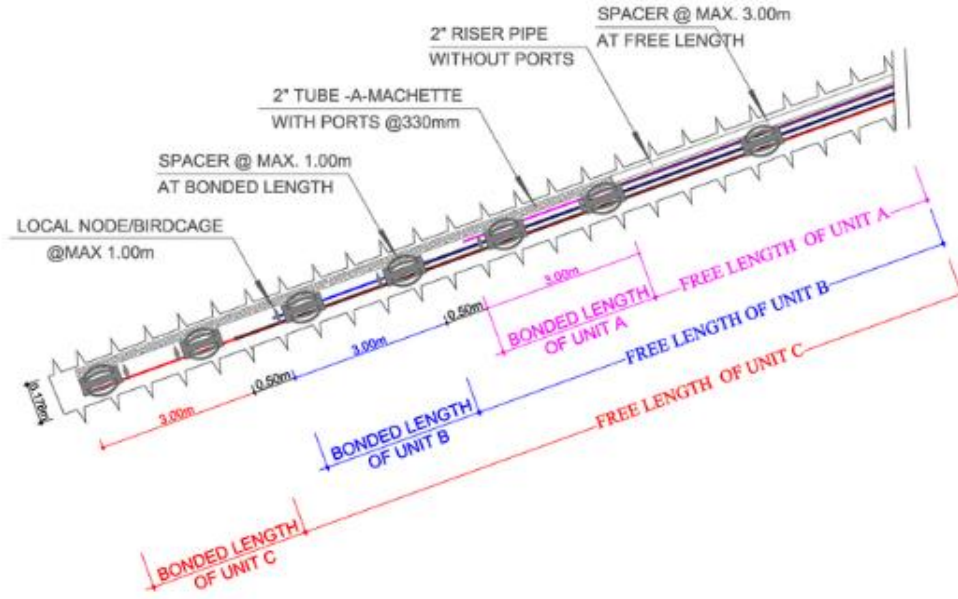 SPACER @ MAX. 3.00m
AT FREE LENGTH
2" RISER PIPE
WITHOUT PORTS
2" TUBE -A-MACHETTE
WITH PORTS @330mm
SPACER @ MAX. 1.00m
AT BONDED LENGTH
LOCAL NODE/BIRDCAGE
@MAX 1.00m
0.178m
3.00m
0.50m
3.00m
0.50m
3.00m
BONDED LENGTH
OF UNIT A
FREE LENGTH OF UNIT A
BONDED LENGTH
OF UNIT B
FREE LENGTH OF UNIT B
BONDED LENGTH
OF UNIT C
FREE LENGTH OF UNIT C